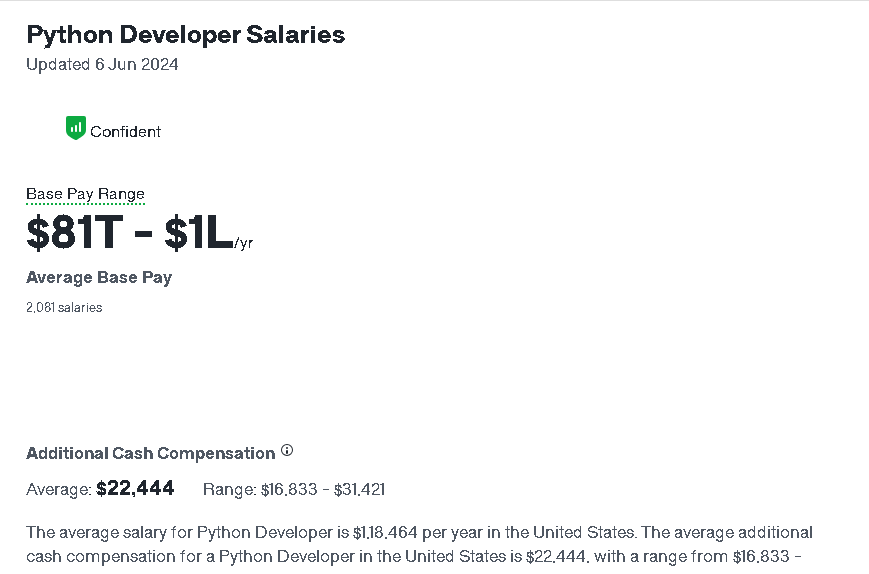 Python Developer Salaries
Updated 6 Jun 2024
Confident
Base Pay Range
$81T - $1L/yr
Average Base Pay
2,081 salaries
Additional Cash Compensation
Average: $22,444 Range: $16,833 - $31,421
The average salary for Python Developer is $1,18,464 per year in the United States. The average additional
cash compensation for a Python Developer in the United States is $22,444, with a range from $16,833 -